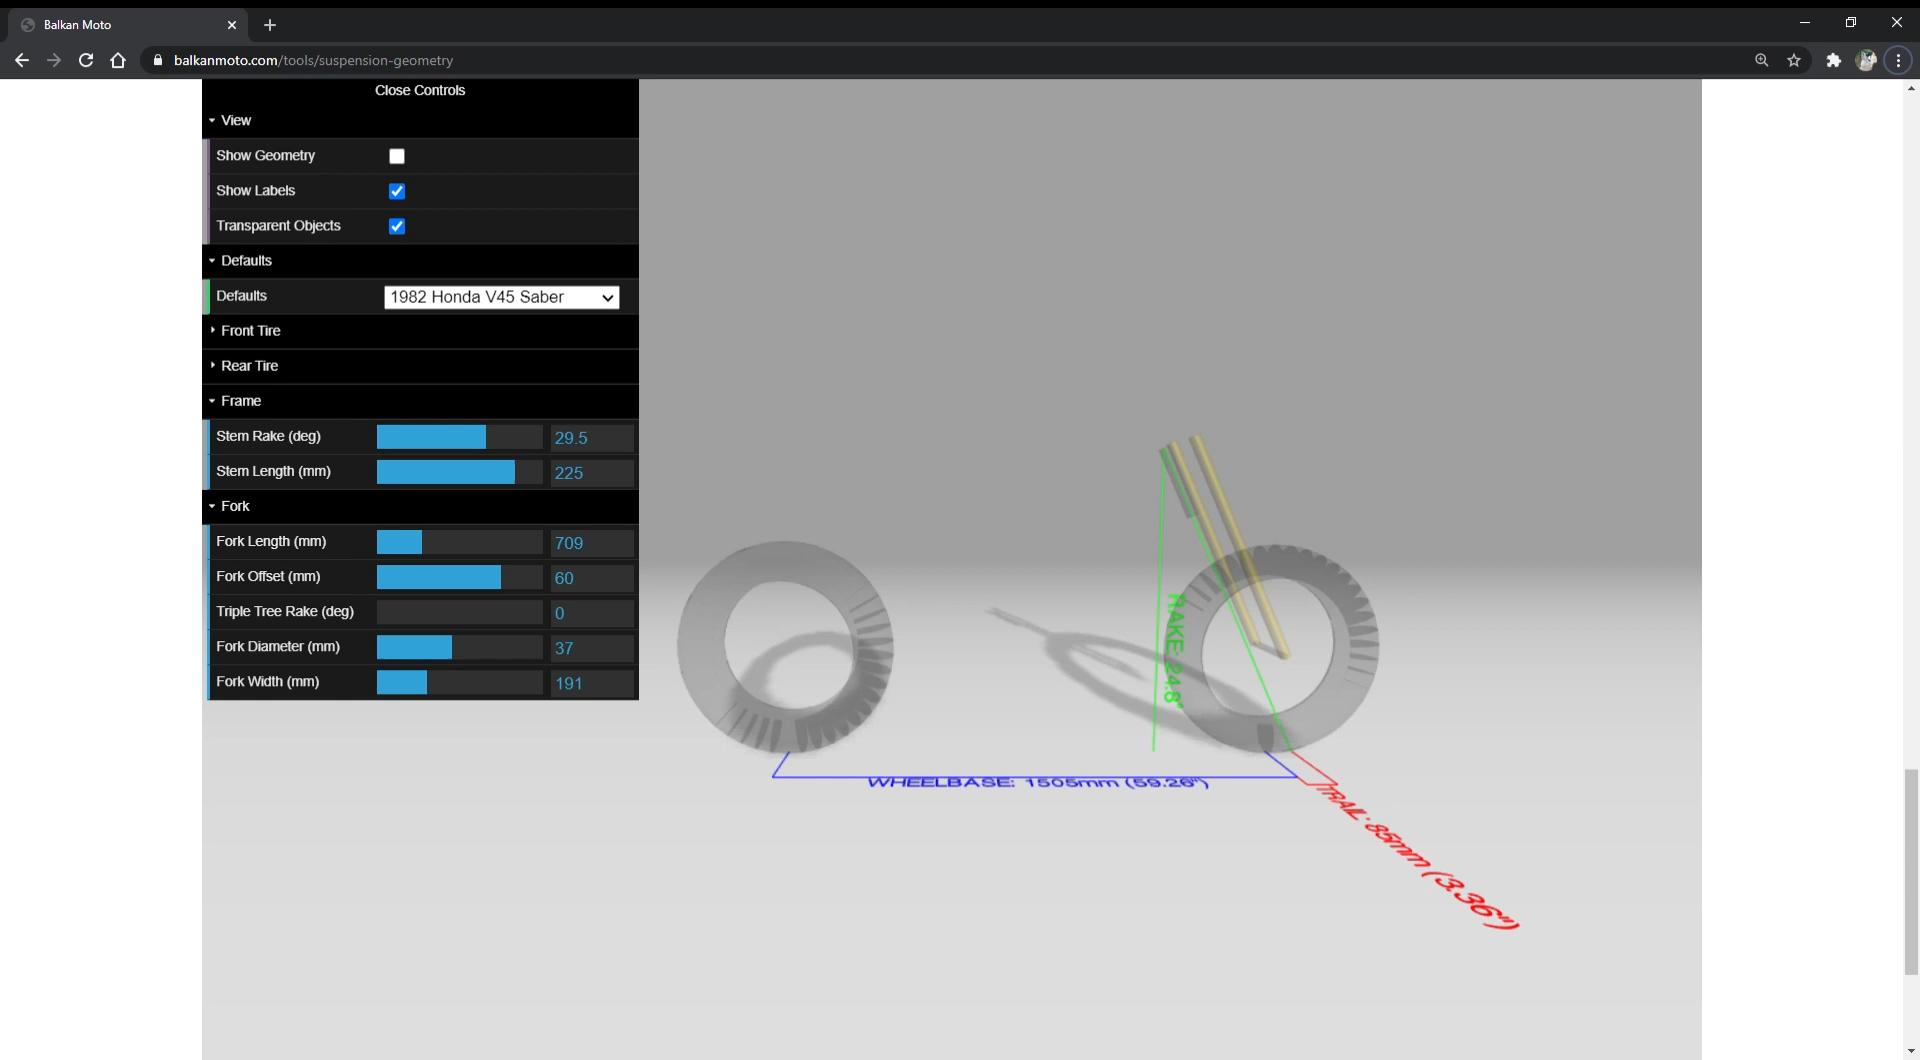 Balkan Moto
balkanmoto.com/tools/suspension-geometry
Close Controls
View
Show Geometry
Show Labels
Transparent Objects
Defaults
Defaults 1982 Honda V45 Saber
Front Tire
Rear Tire
Frame
Stem Rake (deg) 29.5
Stem Length (mm) 225
Fork
Fork Length (mm) 709
Fork Offset (mm) 60
Triple Tree Rake (deg) 0
Fork Diameter (mm) 37
Fork Width (mm) 191
RAKE: 24.8°
WHEELBASE: 1505mm (59.26")
TRAIL: 85mm (3.36")